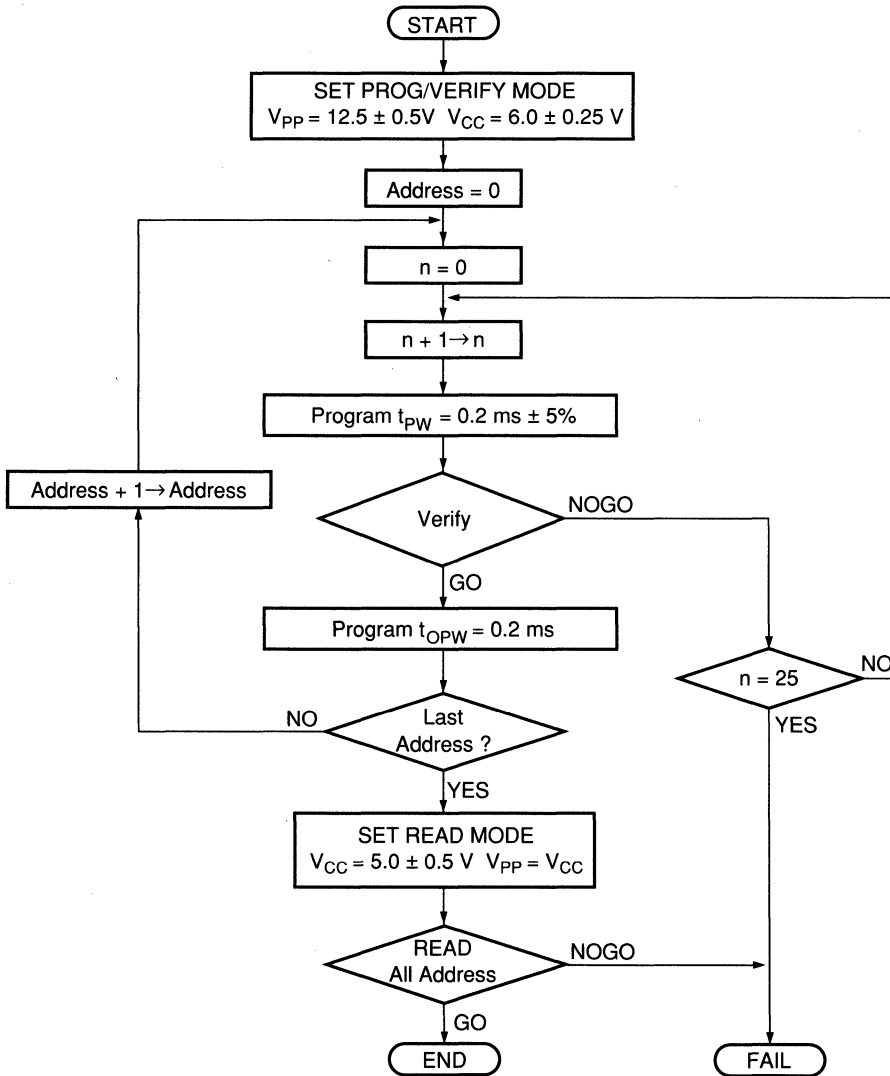 START
SET PROG/VERIFY MODE
V_PP = 12.5 ± 0.5V V_CC = 6.0 ± 0.25 V
Address = 0
n = 0
n + 1→n
Program t_PW = 0.2 ms ± 5%
Address + 1→Address
Verify
NOGO
GO
Program t_OPW = 0.2 ms
n = 25
NO
YES
NO
Last
Address ?
YES
SET READ MODE
V_CC = 5.0 ± 0.5 V V_PP = V_CC
READ
All Address
NOGO
GO
END
FAIL